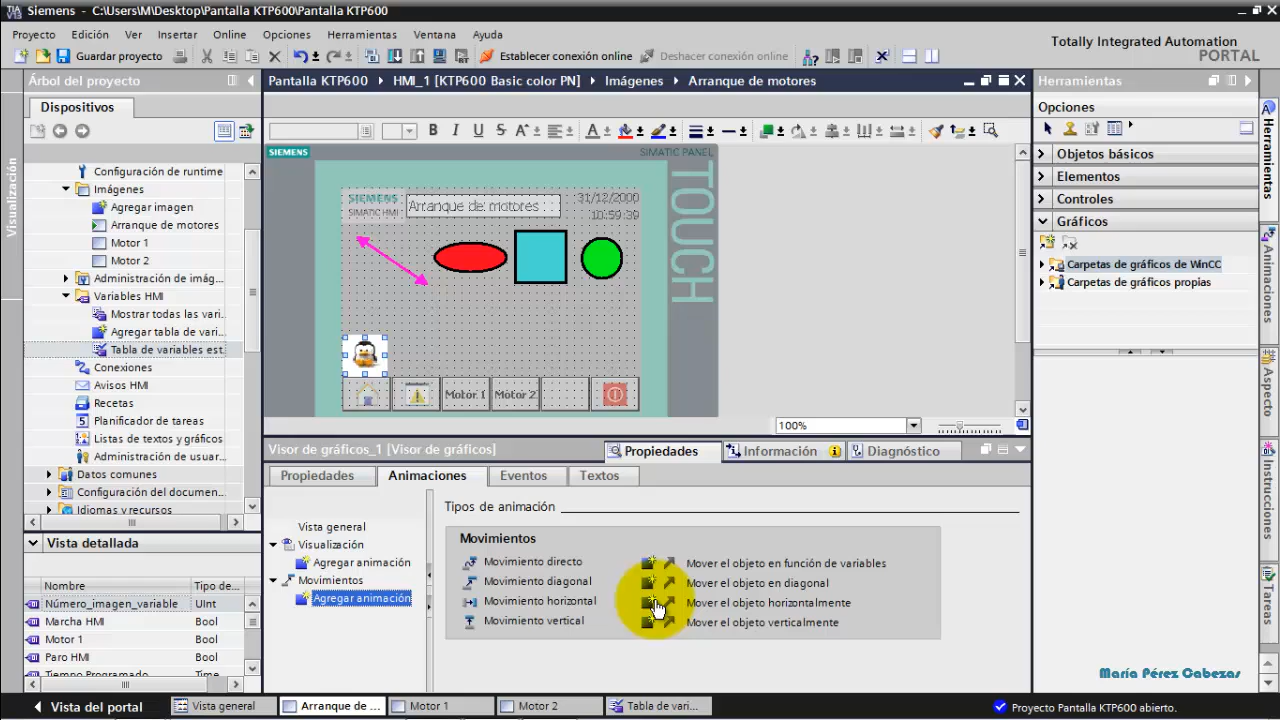 Siemens - C:\Users\M\Desktop\Pantalla KTP600\Pantalla KTP600
Proyecto Edición Ver Insertar Online Opciones Herramientas Ventana Ayuda
Totally Integrated Automation
PORTAL
Guardar proyecto
Establecer conexión online
Deshacer conexión online
Árbol del proyecto
Pantalla KTP600 HMI_1 [KTP600 Basic color PN] Imágenes Arranque de motores
Herramientas
Dispositivos
Opciones
Visualización
Configuración de runtime
Imágenes
Agregar imagen
Arranque de motores
Motor 1
Motor 2
Administración de imág...
Variables HMI
Mostrar todas las vari...
Agregar tabla de vari...
Tabla de variables est...
Conexiones
Avisos HMI
Recetas
Planificador de tareas
Listas de textos y gráficos
Administración de usuar...
Datos comunes
Configuración del documen...
Idiomas y recursos
SIEMENS
SIMATIC PANEL
TOUCH
SIEMENS
SIMATIC HMI
Arranque de motores
31/12/2000
10:59:39
Motor 1
Motor 2
100%
Objetos básicos
Elementos
Controles
Gráficos
Carpetas de gráficos de WinCC
Carpetas de gráficos propias
Herramientas
Animaciones
Aspecto
Instrucciones
Tareas
Visor de gráficos_1 [Visor de gráficos]
Propiedades
Información
Diagnóstico
Propiedades Animaciones Eventos Textos
Vista general
Visualización
Agregar animación
Movimientos
Agregar animación
Tipos de animación
Movimientos
Movimiento directo Mover el objeto en función de variables
Movimiento diagonal Mover el objeto en diagonal
Movimiento horizontal Mover el objeto horizontalmente
Movimiento vertical Mover el objeto verticalmente
Vista detallada
Nombre Tipo de...
Número_imagen_variable UInt
Marcha HMI Bool
Motor 1 Bool
Paro HMI Bool
Tiempo Programado Time
María Pérez Cabezas
Vista del portal
Vista general
Arranque de ...
Motor 1
Motor 2
Tabla de vari...
Proyecto Pantalla KTP600 abierto.